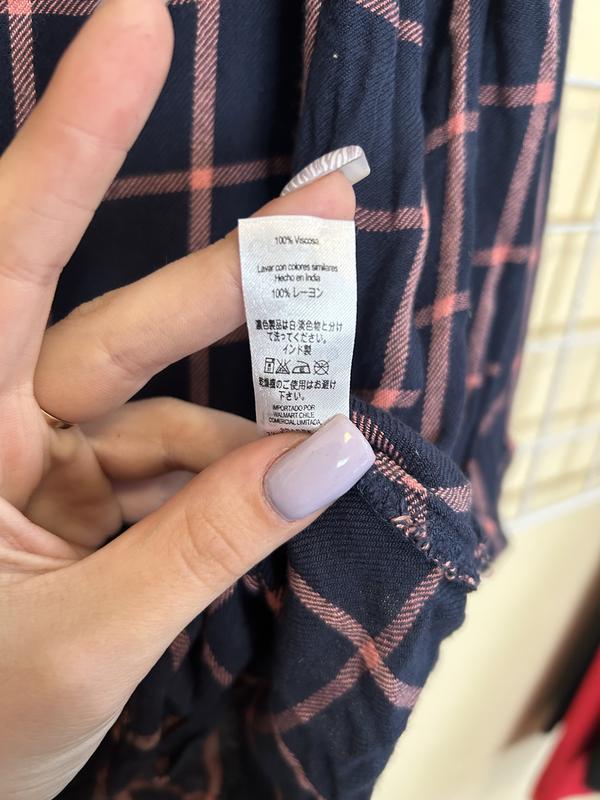 100% Viscosa
Lavar con colores similares
Hecho en India
100% レーヨン
濃色製品は白·淡色物と分け
て洗ってください。
インド製
乾燥機のご使用はお避け
下さい。
IMPORTADO POR
WALMART CHILE
COMERCIAL LIMITADA,